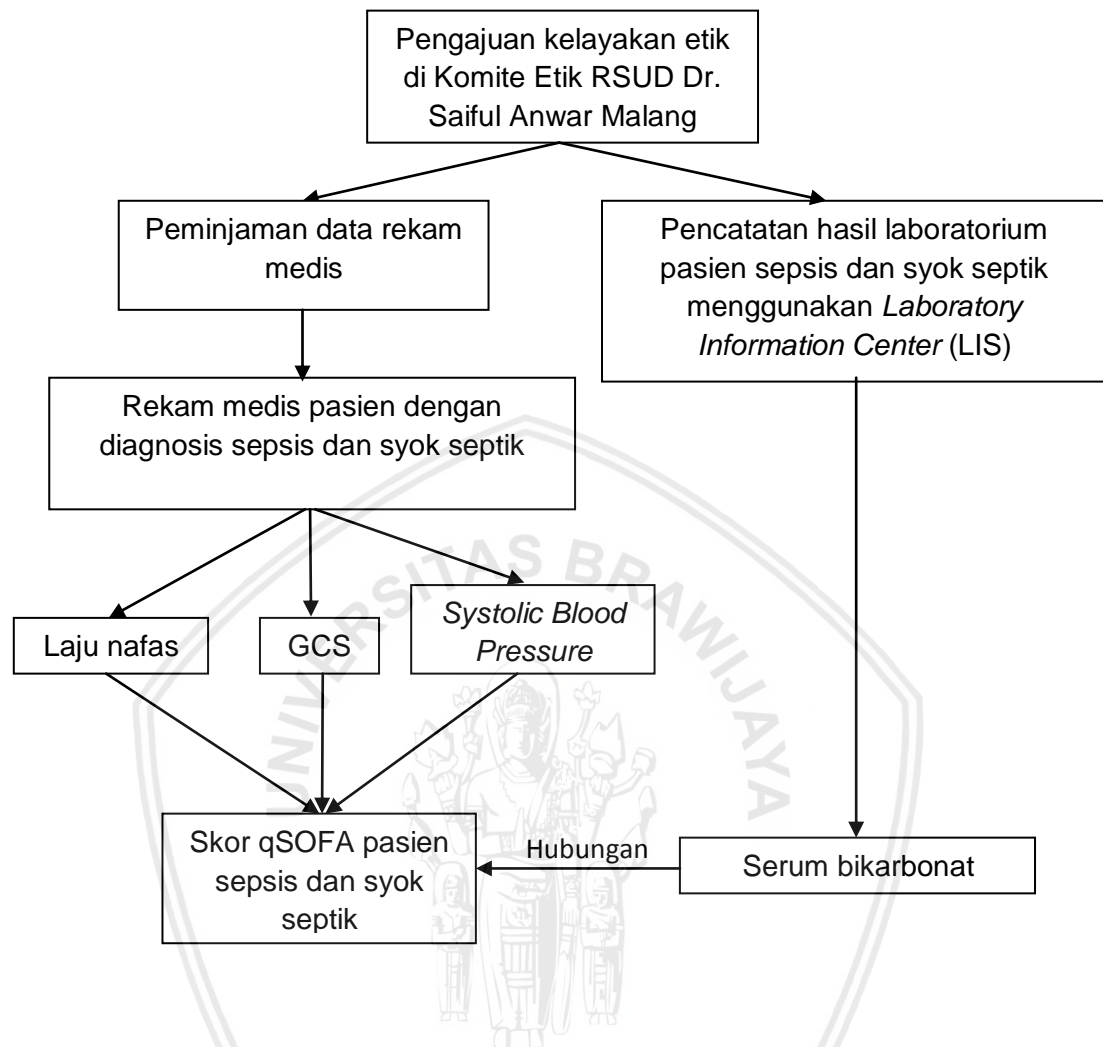 Pengajuan kelayakan etik
di Komite Etik RSUD Dr.
Saiful Anwar Malang
Peminjaman data rekam
medis
Pencatatan hasil laboratorium
pasien sepsis dan syok septik
menggunakan Laboratory
Information Center (LIS)
Rekam medis pasien dengan
diagnosis sepsis dan syok septik
UNIVERSITAS BRAWIJAYA
Laju nafas
GCS
Systolic Blood
Pressure
Skor qSOFA pasien
sepsis dan syok
septik
Hubungan
Serum bikarbonat